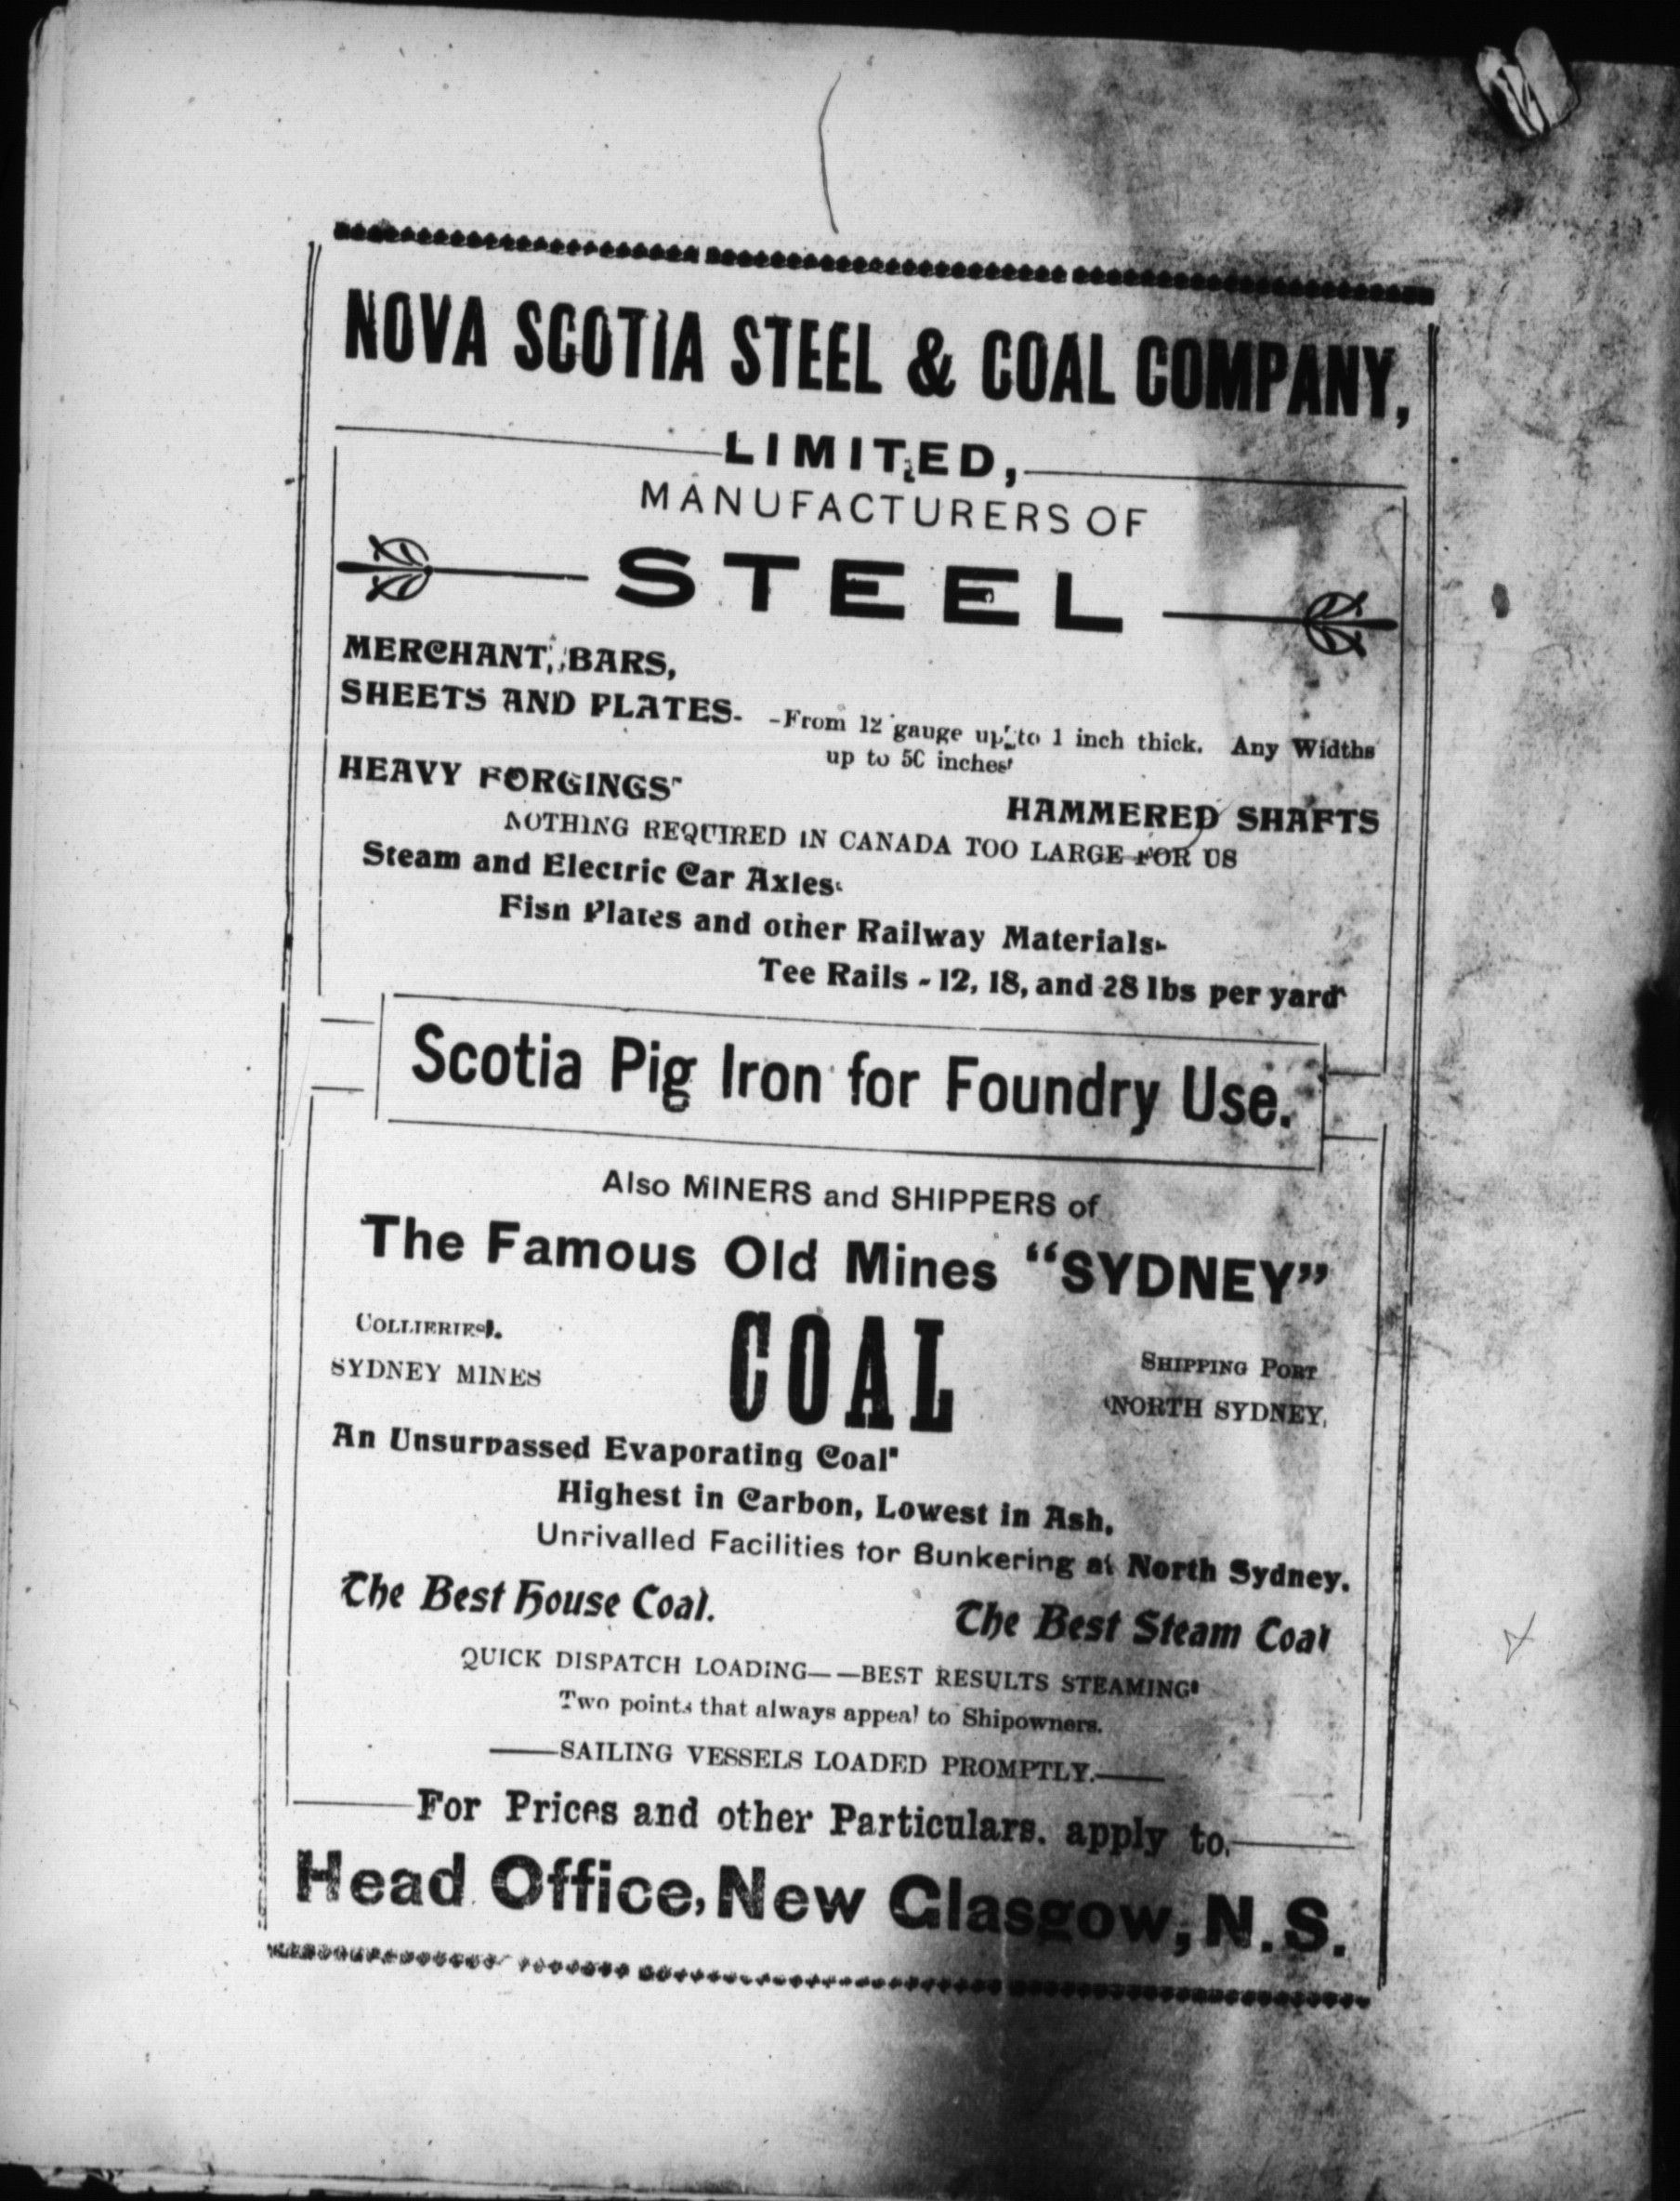 NOVA SCOTIA STEEL & COAL COMPANY,
LIMITED,
MANUFACTURERS OF
STEEL
MERCHANT, BARS,
SHEETS AND PLATES. -From 12 gauge up to 1 inch thick. Any Widths
up to 50 inches
HEAVY FORGINGS HAMMERED SHAFTS
NOTHING REQUIRED IN CANADA TOO LARGE FOR US
Steam and Electric Car Axles
Fish Plates and other Railway Materials
Tee Rails - 12, 18, and 28 lbs per yard
Scotia Pig Iron for Foundry Use.
Also MINERS and SHIPPERS of
The Famous Old Mines "SYDNEY"
COAL
COLLIERIES.
SYDNEY MINES
SHIPPING PORT
NORTH SYDNEY,
An Unsurpassed Evaporating Coal
Highest in Carbon, Lowest in Ash,
Unrivalled Facilities for Bunkering at North Sydney.
The Best House Coal. The Best Steam Coal
QUICK DISPATCH LOADING——BEST RESULTS STEAMING
Two points that always appeal to Shipowners.
——SAILING VESSELS LOADED PROMPTLY.——
For Prices and other Particulars. apply to,
Head Office, New Glasgow, N.S.